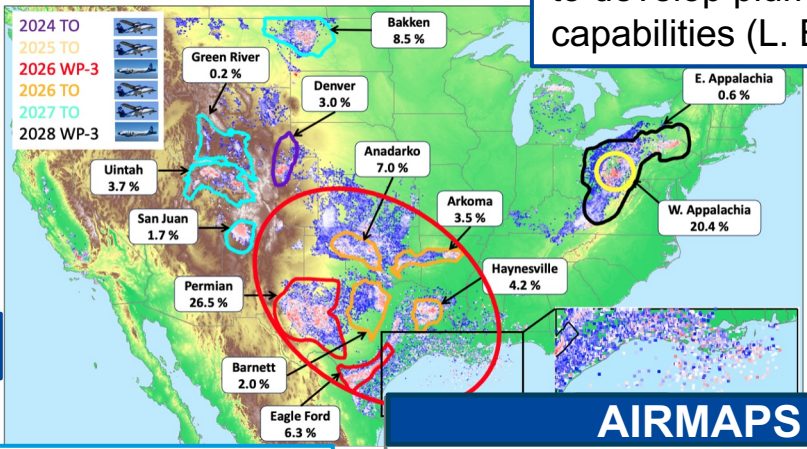 to develop plum
capabilities (L. E
2024 TO
2025 TO
2026 WP-3
2026 TO
2027 TO
2028 WP-3
Bakken
8.5 %
Green River
0.2 %
Denver
3.0 %
E. Appalachia
0.6 %
Anadarko
7.0 %
Uintah
3.7 %
Arkoma
3.5 %
W. Appalachia
20.4 %
San Juan
1.7 %
Haynesville
4.2 %
Permian
26.5 %
Barnett
2.0 %
Eagle Ford
6.3 %
AIRMAPS